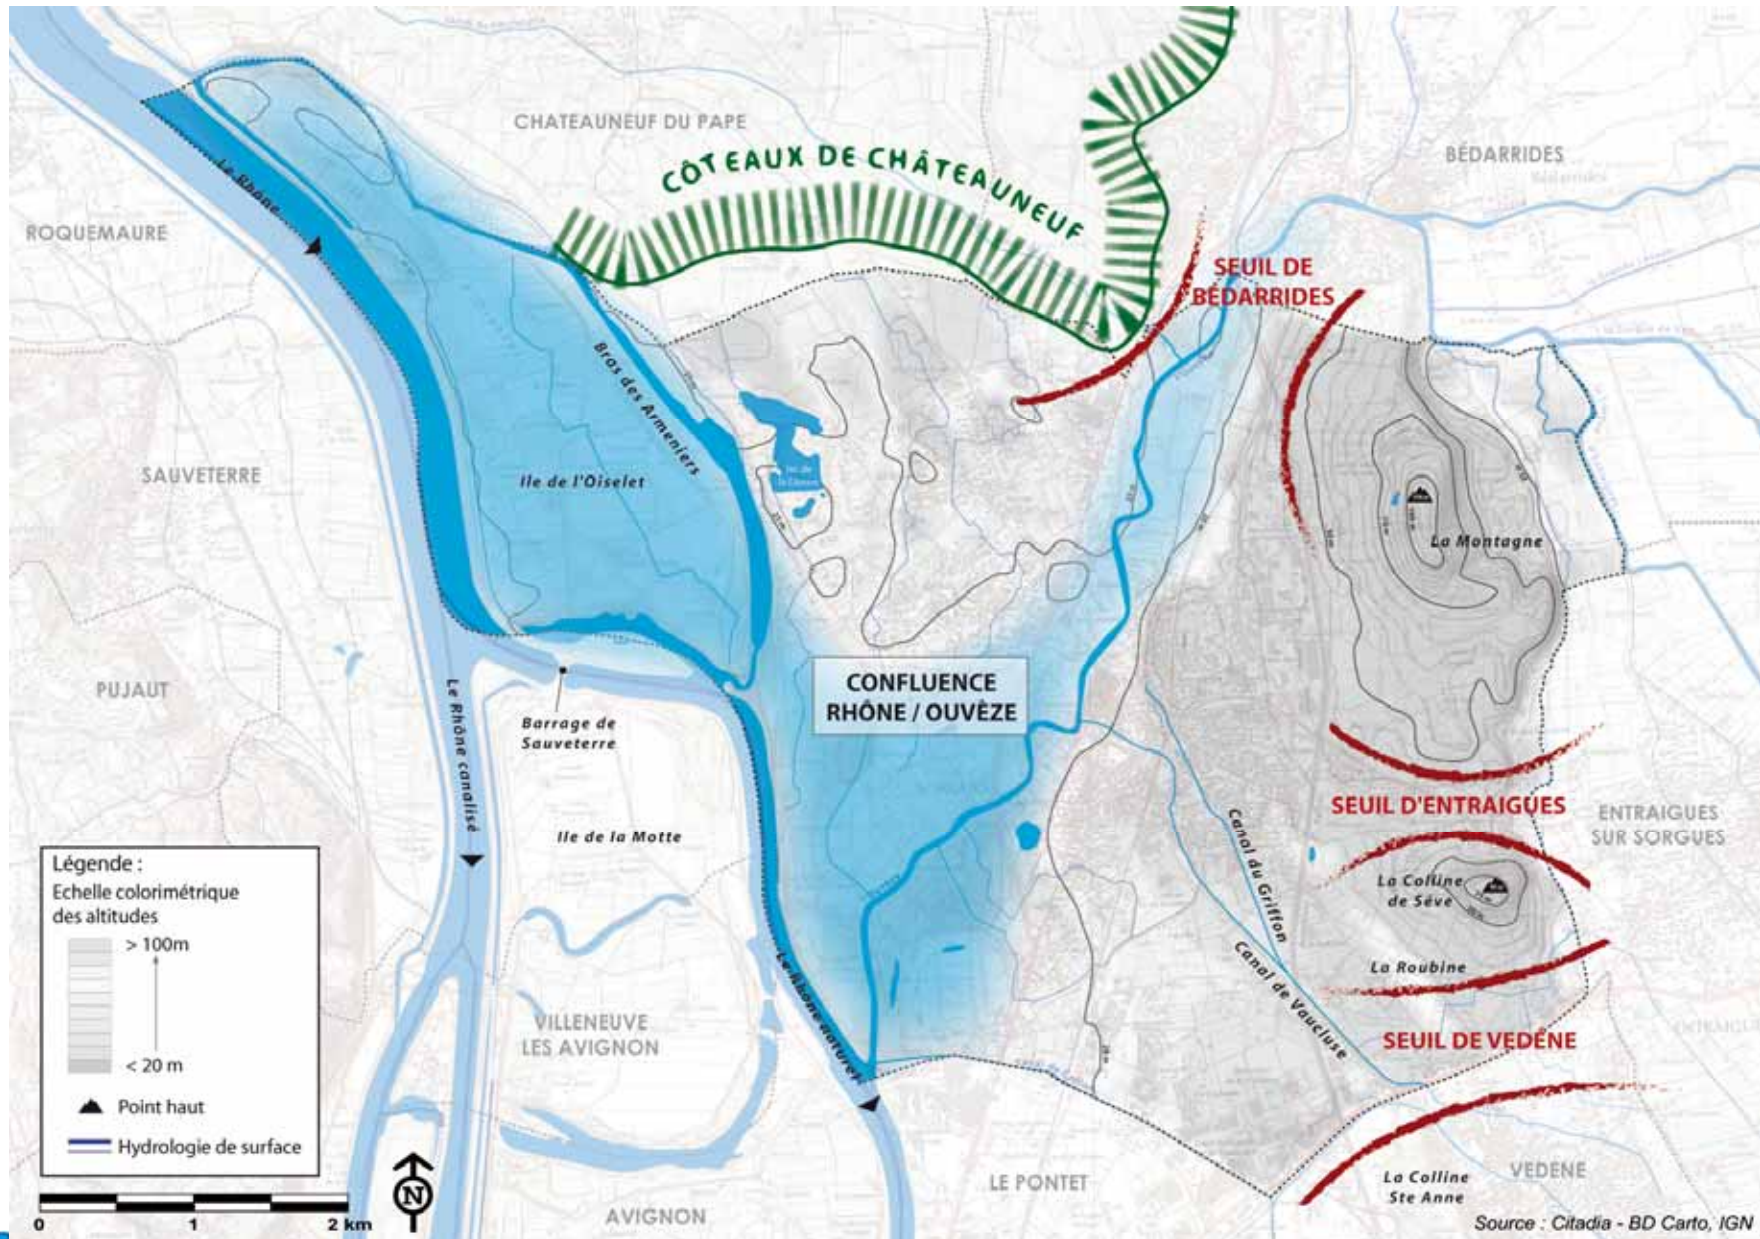 CHATEAUNEUF DU PAPE
CÔTEAUX DE CHÂTEAUNEUF
BÉDARRIDES
Bédarrides
Le Rhône
ROQUEMAURE
SEUIL DE
BÉDARRIDES
Bras des Armeniers
SAUVETERRE
Ile de l'Oiselet
La Montagne
PUJAUT
CONFLUENCE
RHÔNE / OUVÈZE
Le Rhône canalisé
Barrage de
Sauveterre
SEUIL D'ENTRAIGUES
ENTRAIGUES
SUR SORGUES
Ile de la Motte
Canal du Griffon
La Colline
de Sève
Légende :
Echelle colorimétrique
des altitudes
> 100m
< 20 m
Point haut
Hydrologie de surface
Canal de Vaucluse
La Roubine
Le Rhône naturel
VILLENEUVE
LES AVIGNON
SEUIL DE VEDÈNE
LE PONTET
VEDÈNE
La Colline
Ste Anne
AVIGNON
N
0 1 2 km
Source : Citadia - BD Carto, IGN